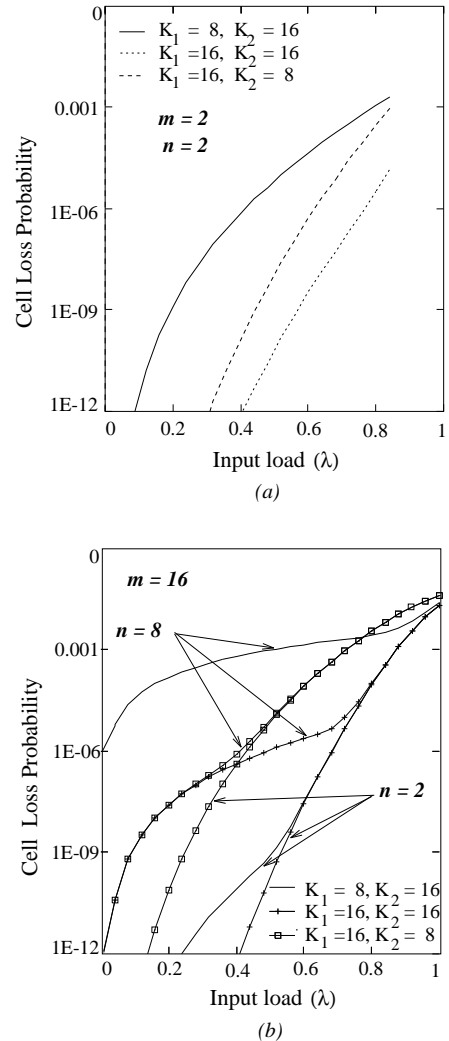 0
K1 = 8, K2 = 16
K1 =16, K2 = 16
K1 =16, K2 = 8
m = 2
n = 2
0.001
1E-06
1E-09
1E-12
Cell Loss Probability
0 0.2 0.4 0.6 0.8 1
Input load (λ)
(a)
0
m = 16
n = 8
0.001
1E-06
n = 2
1E-09
K1 = 8, K2 = 16
K1 =16, K2 = 16
K1 =16, K2 = 8
1E-12
Cell Loss Probability
0 0.2 0.4 0.6 0.8 1
Input load (λ)
(b)